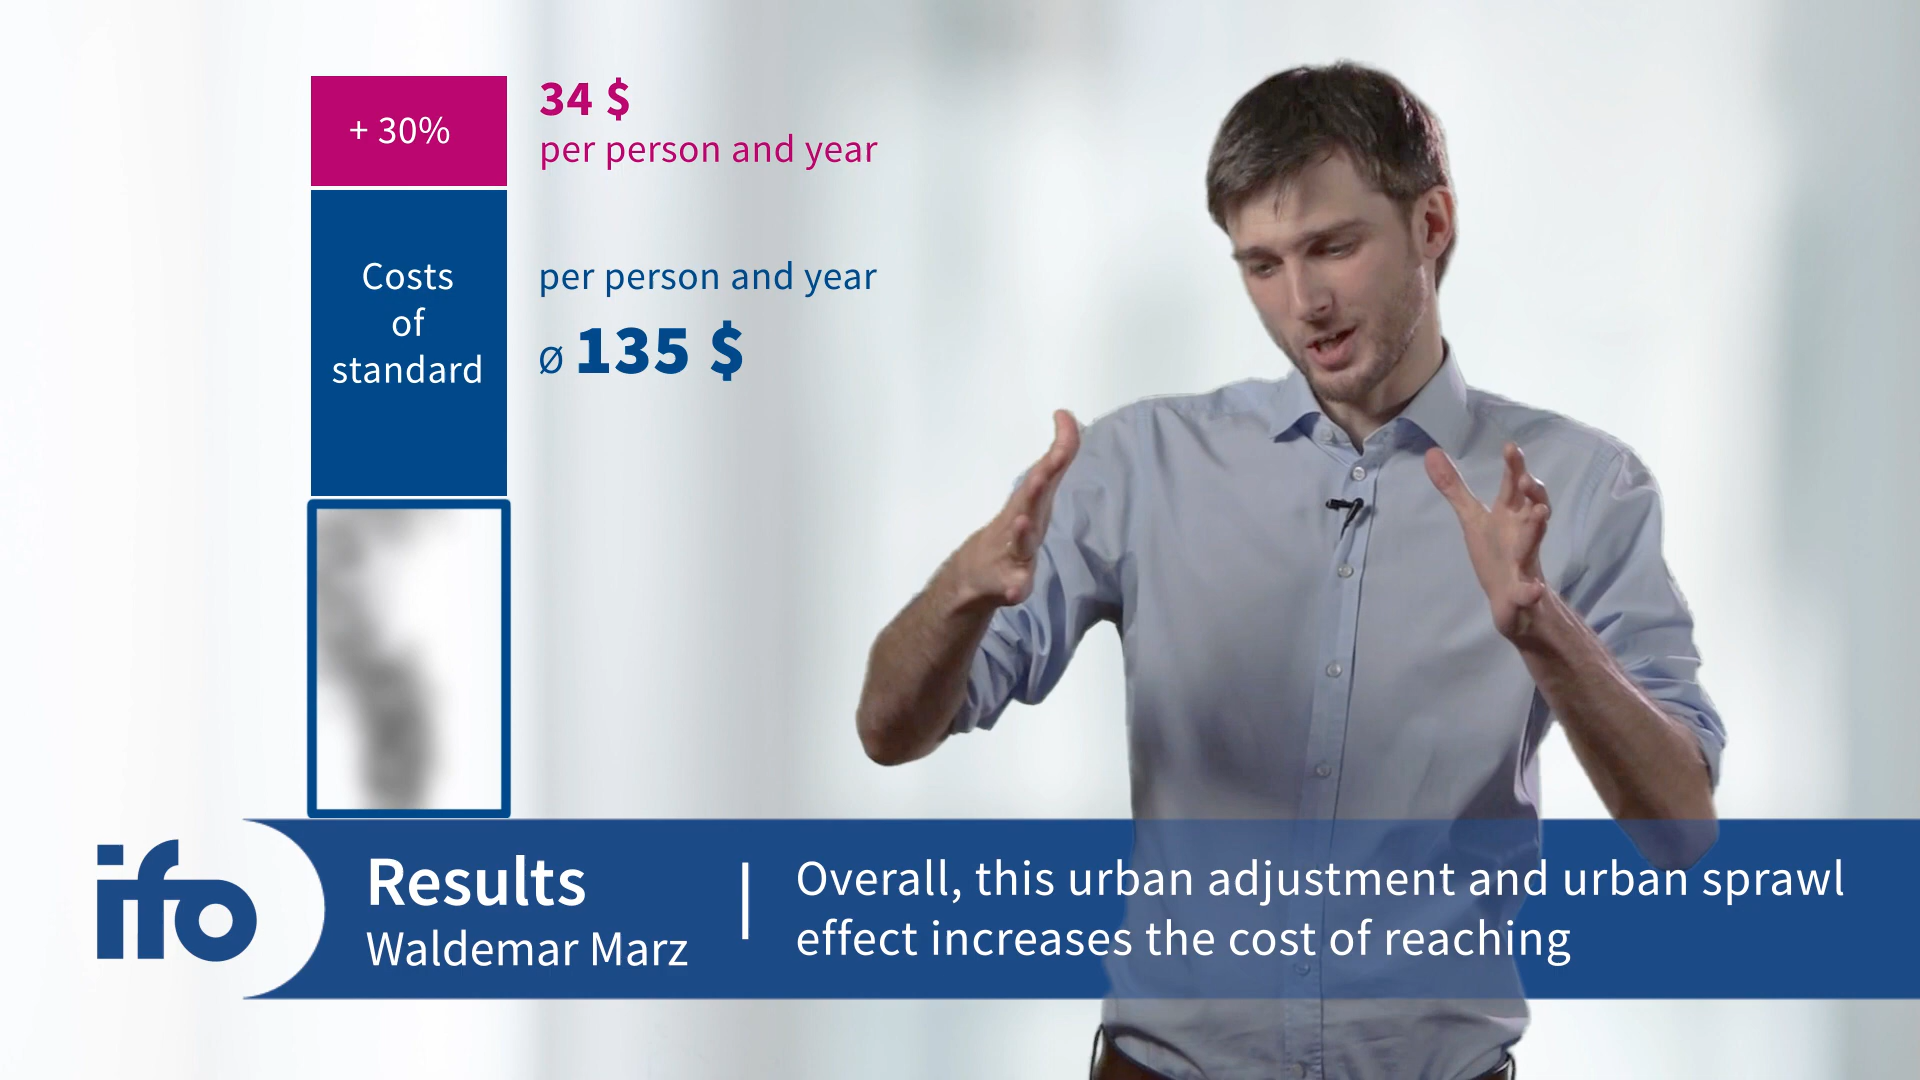 + 30%
34 $
per person and year
Costs
of
standard
per person and year
ø 135 $
ifo
Results
Waldemar Marz
Overall, this urban adjustment and urban sprawl
effect increases the cost of reaching